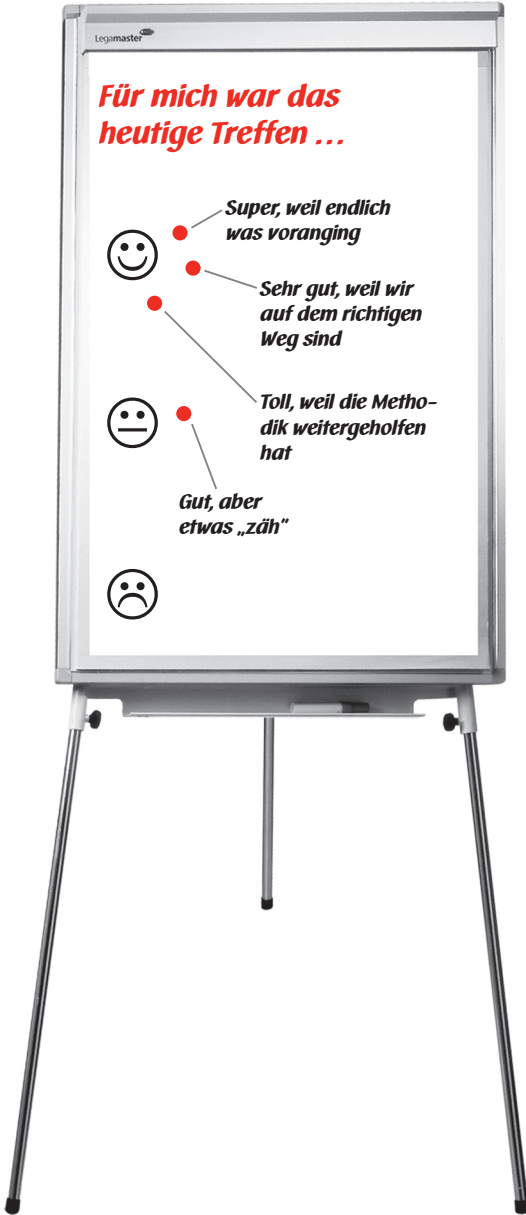 Legamaster
Für mich war das
heutige Treffen ...
Super, weil endlich
was voranging
Sehr gut, weil wir
auf dem richtigen
Weg sind
Toll, weil die Metho-
dik weitergeholfen
hat
Gut, aber
etwas „zäh”